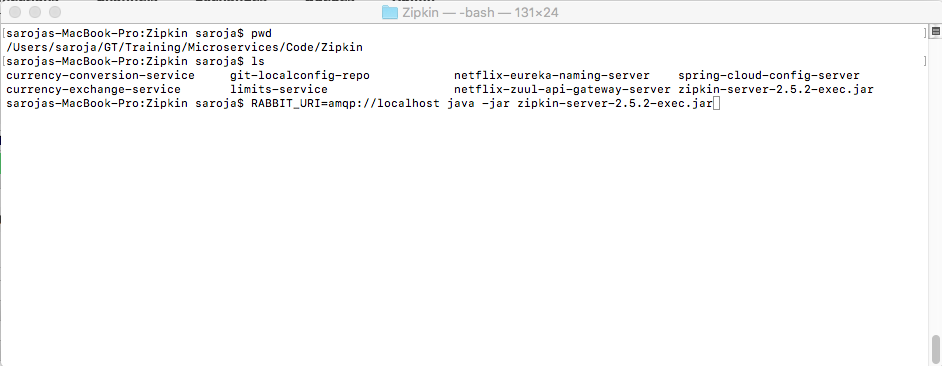 Zipkin — -bash — 131×24
[sarojas-MacBook-Pro:Zipkin saroja$ pwd ]
/Users/saroja/GT/Training/Microservices/Code/Zipkin
[sarojas-MacBook-Pro:Zipkin saroja$ ls ]
currency-conversion-service git-localconfig-repo netflix-eureka-naming-server spring-cloud-config-server
currency-exchange-service limits-service netflix-zuul-api-gateway-server zipkin-server-2.5.2-exec.jar
sarojas-MacBook-Pro:Zipkin saroja$ RABBIT_URI=amqp://localhost java -jar zipkin-server-2.5.2-exec.jar